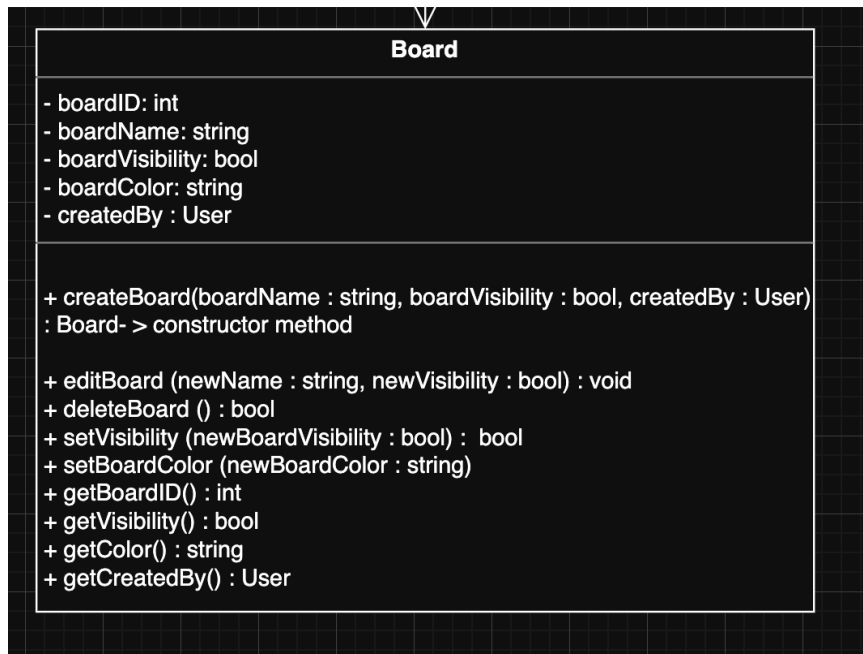 Board
- boardID: int
- boardName: string
- boardVisibility: bool
- boardColor: string
- createdBy : User
+ createBoard(boardName : string, boardVisibility : bool, createdBy : User)
: Board- > constructor method
+ editBoard (newName : string, newVisibility : bool) : void
+ deleteBoard () : bool
+ setVisibility (newBoardVisibility : bool) :  bool
+ setBoardColor (newBoardColor : string)
+ getBoardID() : int
+ getVisibility() : bool
+ getColor() : string
+ getCreatedBy() : User